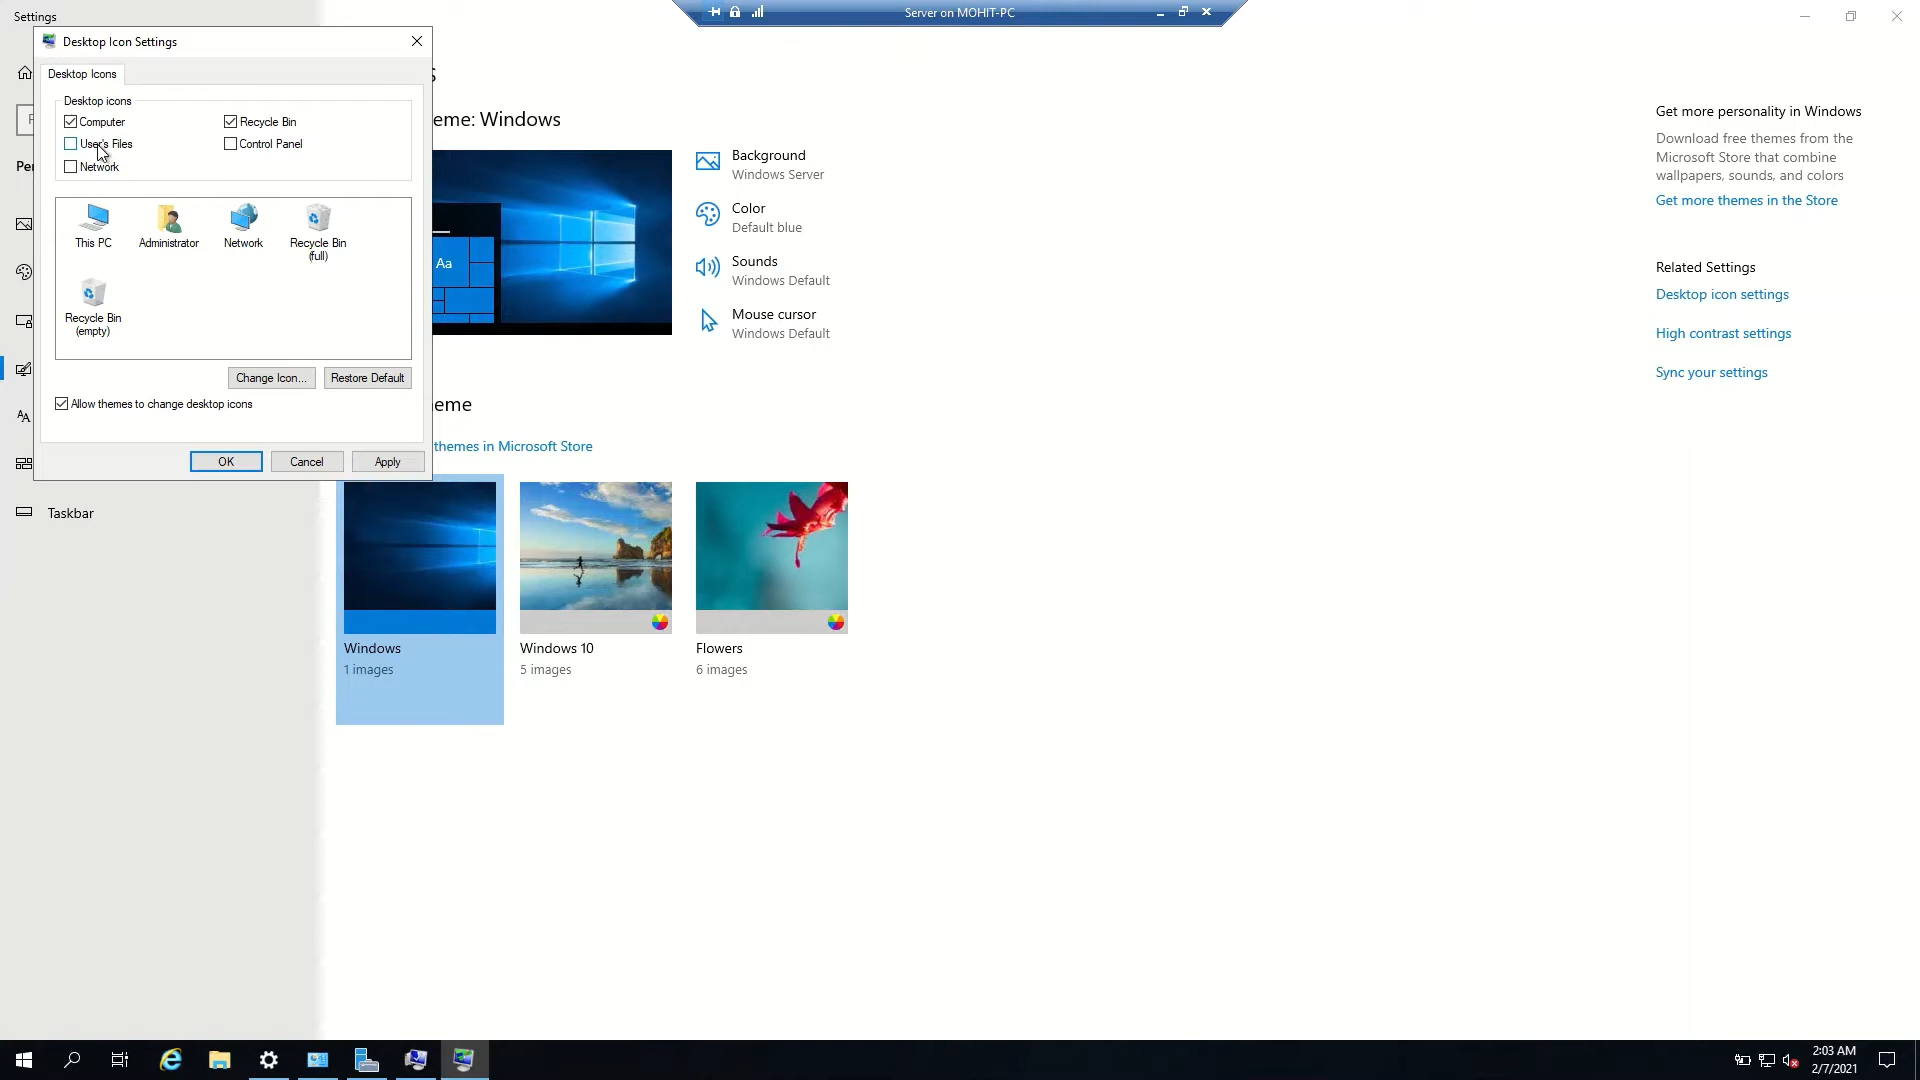 Settings
Server on MOHIT-PC
Desktop Icon Settings
Desktop Icons
Desktop icons
Computer
Recycle Bin
User's Files
Control Panel
Network
This PC
Administrator
Network
Recycle Bin
(full)
Recycle Bin
(empty)
Change Icon...
Restore Default
Allow themes to change desktop icons
OK
Cancel
Apply
Taskbar
eme: Windows
Aa
Background
Windows Server
Color
Default blue
Sounds
Windows Default
Mouse cursor
Windows Default
eme
themes in Microsoft Store
Windows
1 images
Windows 10
5 images
Flowers
6 images
Get more personality in Windows
Download free themes from the
Microsoft Store that combine
wallpapers, sounds, and colors
Get more themes in the Store
Related Settings
Desktop icon settings
High contrast settings
Sync your settings
2:03 AM
2/7/2021